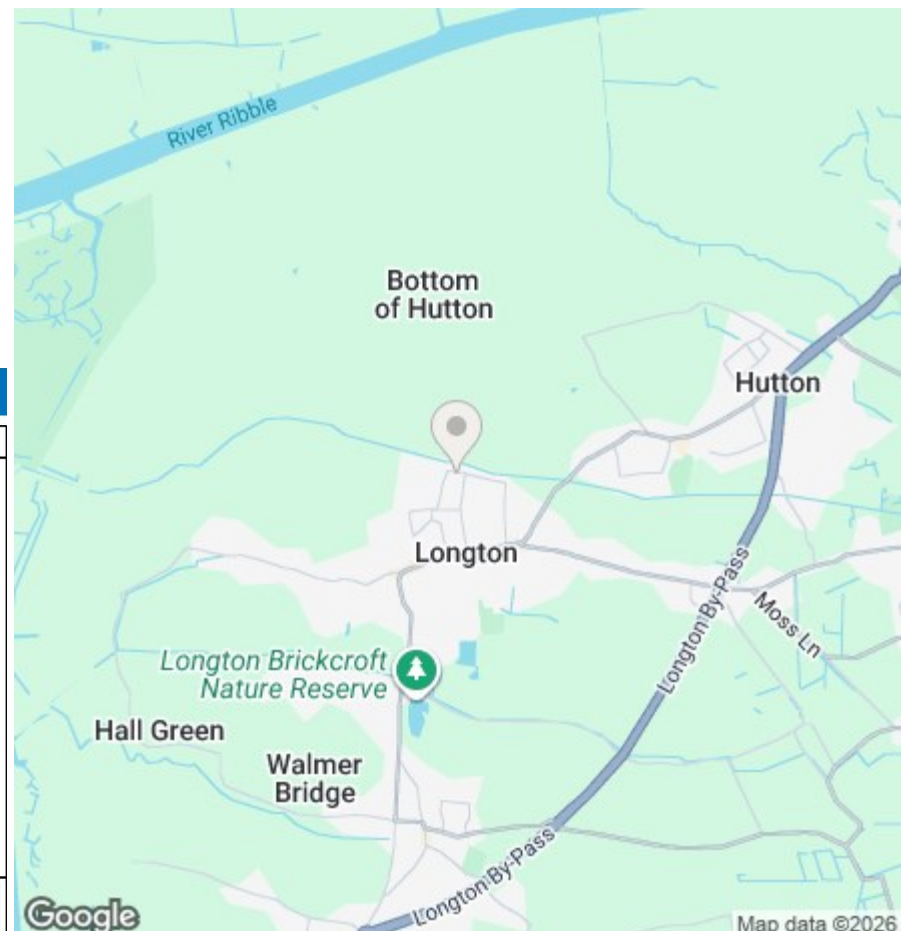 River Ribble
Bottom
of Hutton
Hutton
Longton
Longton By-Pass
Moss Ln
Longton Brickcroft
Nature Reserve
Hall Green
Walmer
Bridge
Longton By-Pass
Google
Map data ©2026